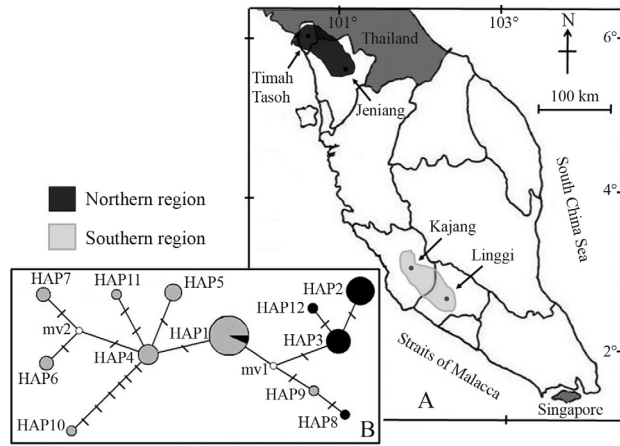 101°
103°
N
6°
Thailand
Timah
Tasoh
Jeniang
100 km
South China Sea
4°
Northern region
Southern region
Kajang
Linggi
HAP7
HAP11
HAP5
HAP2
HAP12
HAP1
mv2
HAP3
HAP4
mv1
HAP6
HAP9
HAP10
HAP8
B
Straits of Malacca
2°
A
Singapore